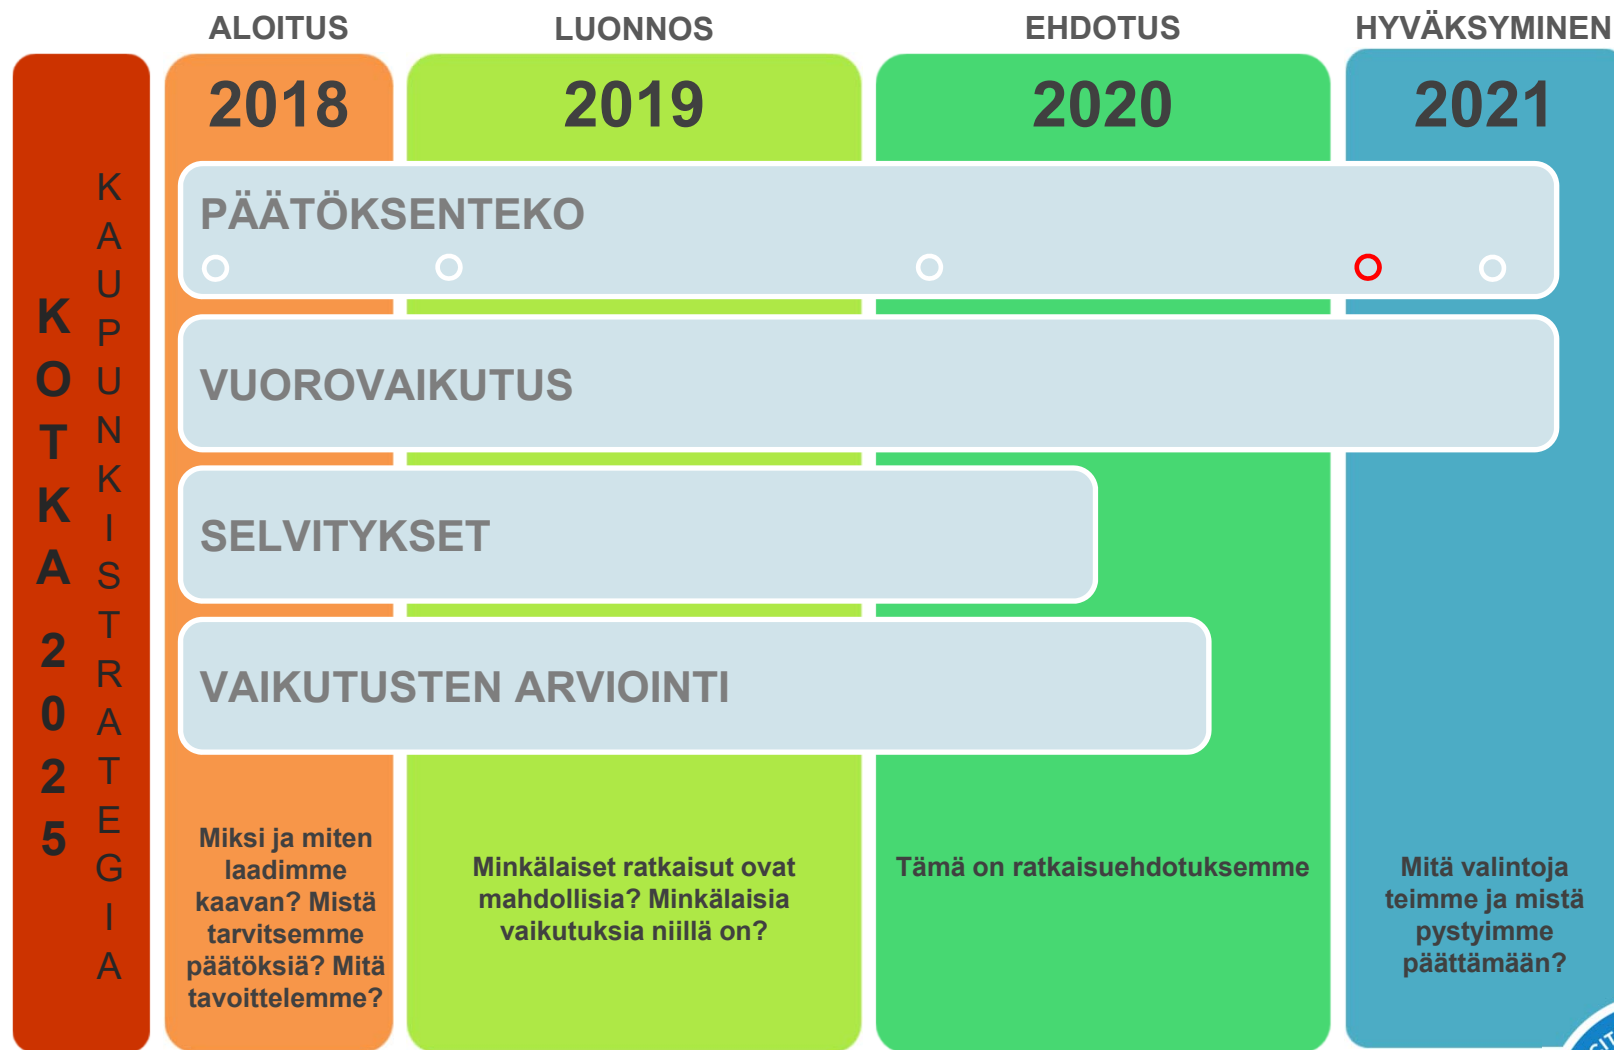 ALOITUS
LUONNOS
EHDOTUS
HYVÄKSYMINEN
KOTKA 2025
KAUPUNKISTRATEGIA
2018
2019
2020
2021
PÄÄTÖKSENTEKO
VUOROVAIKUTUS
SELVITYKSET
VAIKUTUSTEN ARVIOINTI
Miksi ja miten
laadimme
kaavan? Mistä
tarvitsemme
päätöksiä? Mitä
tavoittelemme?
Minkälaiset ratkaisut ovat
mahdollisia? Minkälaisia
vaikutuksia niillä on?
Tämä on ratkaisuehdotuksemme
Mitä valintoja
teimme ja mistä
pystyimme
päättämään?